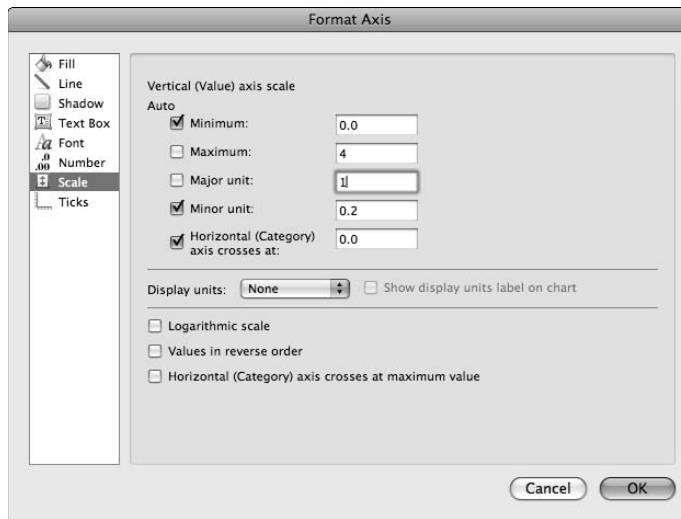 Format Axis
Fill
Line
Shadow
Text Box
Font
Number
Scale
Ticks
Vertical (Value) axis scale
Auto
Minimum: 0.0
Maximum: 4
Major unit: 1
Minor unit: 0.2
Horizontal (Category)
axis crosses at: 0.0
Display units: None Show display units label on chart
Logarithmic scale
Values in reverse order
Horizontal (Category) axis crosses at maximum value
Cancel OK